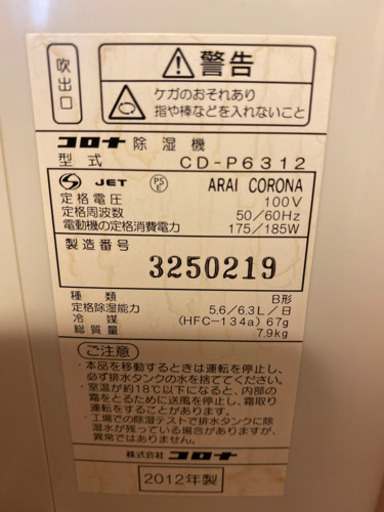 吹出口
警告
ケガのおそれあり
指や棒などを入れないこと
コロナ 除湿機
型式 CD-P6312
JET PSE ARAI CORONA
定格電圧 100V
定格周波数 50/60Hz
電動機の定格消費電力 175/185W
製造番号 3250219
種類 B形
定格除湿能力 5.6/6.3L/日
冷媒 (HFC-134a) 67g
総質量 7.9kg
ご注意
・本品を移動するときは運転を停止し、
必ず排水タンクの水を捨ててください。
・室温が約18℃以下になると、内部の
霜をとるために送風を停止し、霜取り
運転をする事があります。
・工場での除湿テストで排水タンクに除
湿水が残っている場合がありますが、
異常ではありません。
株式会社 コロナ
2012年製